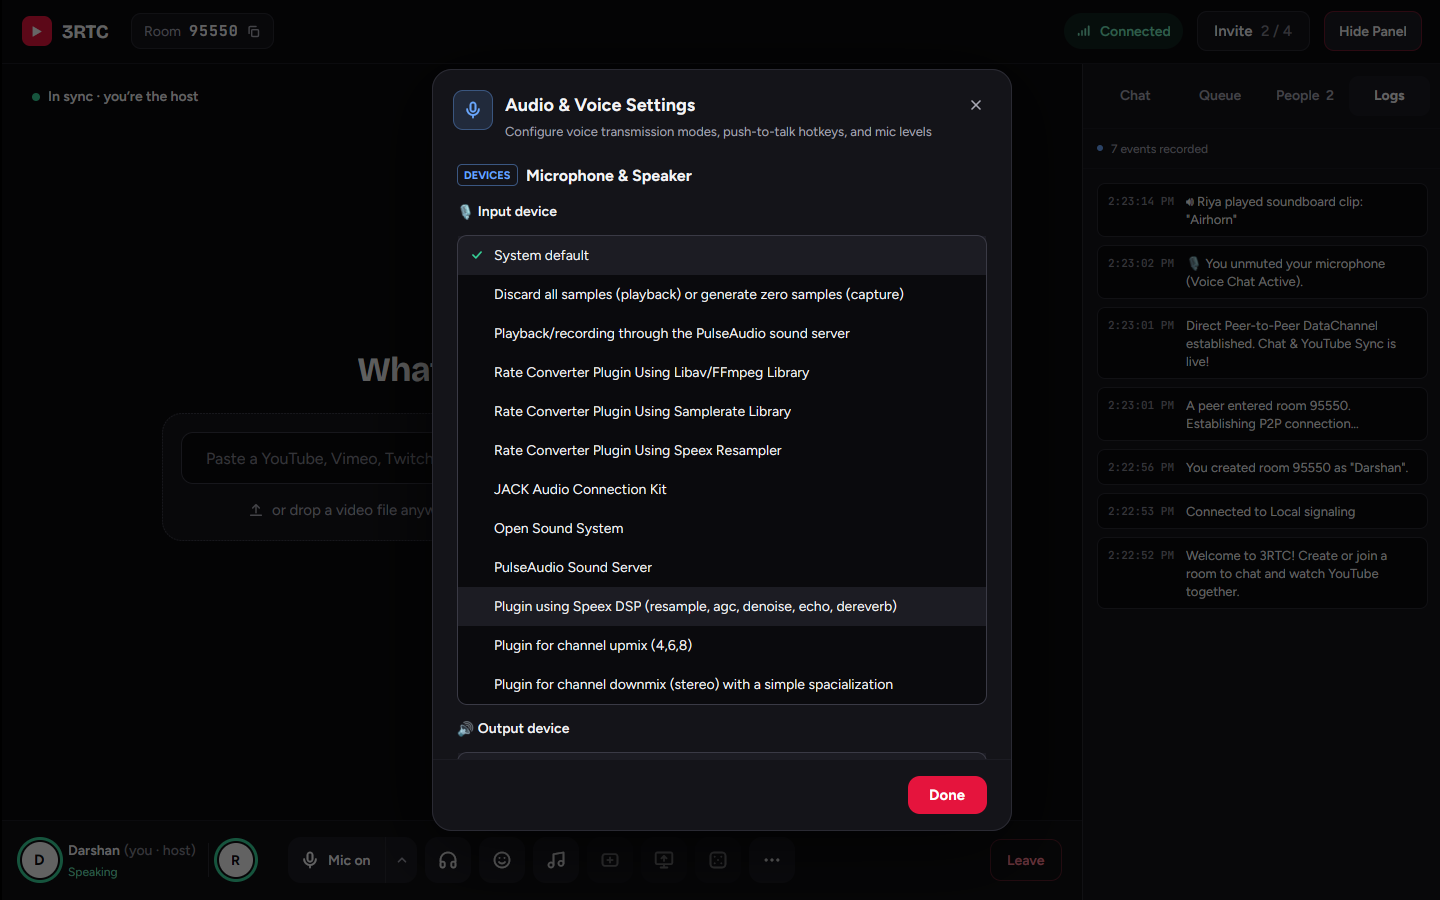 3RTC
Room 95550
Connected
Invite 2 / 4
Hide Panel
In sync · you're the host
Chat
Queue
People 2
Logs
7 events recorded
Audio & Voice Settings
Configure voice transmission modes, push-to-talk hotkeys, and mic levels
DEVICES Microphone & Speaker
Input device
System default
Discard all samples (playback) or generate zero samples (capture)
Playback/recording through the PulseAudio sound server
Rate Converter Plugin Using Libav/FFmpeg Library
Rate Converter Plugin Using Samplerate Library
Rate Converter Plugin Using Speex Resampler
JACK Audio Connection Kit
Open Sound System
PulseAudio Sound Server
Plugin using Speex DSP (resample, agc, denoise, echo, dereverb)
Plugin for channel upmix (4,6,8)
Plugin for channel downmix (stereo) with a simple spacialization
Output device
Done
Paste a YouTube, Vimeo, Twitch
or drop a video file
2:23:14 PM Riya played soundboard clip:
"Airhorn"
2:23:02 PM You unmuted your microphone
(Voice Chat Active).
2:23:01 PM Direct Peer-to-Peer DataChannel
established. Chat & YouTube Sync is
live!
2:23:01 PM A peer entered room 95550.
Establishing P2P connection...
2:22:56 PM You created room 95550 as "Darshan".
2:22:53 PM Connected to Local signaling
2:22:52 PM Welcome to 3RTC! Create or join a
room to chat and watch YouTube
together.
D
Darshan (you · host)
Speaking
R
Mic on
Leave